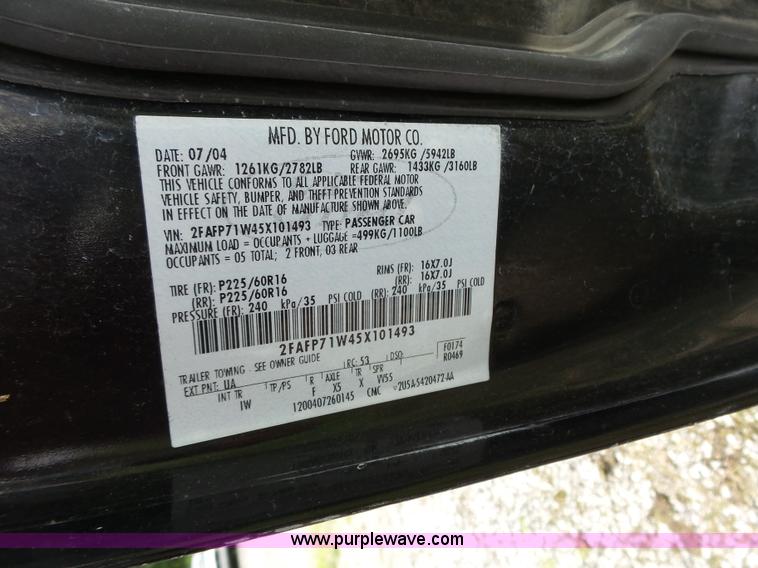 MFD. BY FORD MOTOR CO.
DATE: 07/04 GVWR: 2695KG /5942LB
FRONT GAWR: 1261KG/2782LB REAR GAWR: 1433KG/3160LB
THIS VEHICLE CONFORMS TO ALL APPLICABLE FEDERAL MOTOR
VEHICLE SAFETY, BUMPER, AND THEFT PREVENTION STANDARDS
IN EFFECT ON THE DATE OF MANUFACTURE SHOWN ABOVE.
VIN: 2FAFP71W45X101493 TYPE: PASSENGER CAR
MAXIMUM LOAD = OCCUPANTS + LUGGAGE =499KG/1100LB
OCCUPANTS = 05 TOTAL; 2 FRONT, 03 REAR
TIRE (FR): P225/60R16 RIMS (FR): 16X7.0J
(RR): P225/60R16 (RR): 16X7.0J
PRESSURE (FR): 240 kPa/35 PSI COLD (RR): 240 kPa/35 PSI COLD
2FAFP71W45X101493
TRAILER TOWING - SEE OWNER GUIDE
EXT PNT: UA RC: 53 DSO: F0174
R0469
INT TR TP/PS R AXLE TR SPR
IW F X5 X VV55
1200407260145 CMC 2U5A-5420472-AA
www.purplewave.com